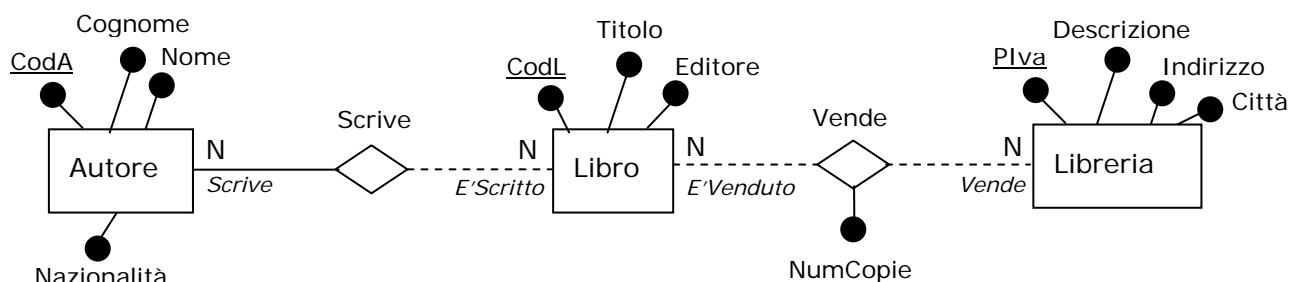 Cognome
Nome
CodA
Titolo
CodL
Editore
Descrizione
PIva
Indirizzo
Città
Scrive
Vende
Autore
N
Scrive
N
E'Scritto
Libro
N
E'Venduto
N
Vende
Libreria
Nazionalità
NumCopie